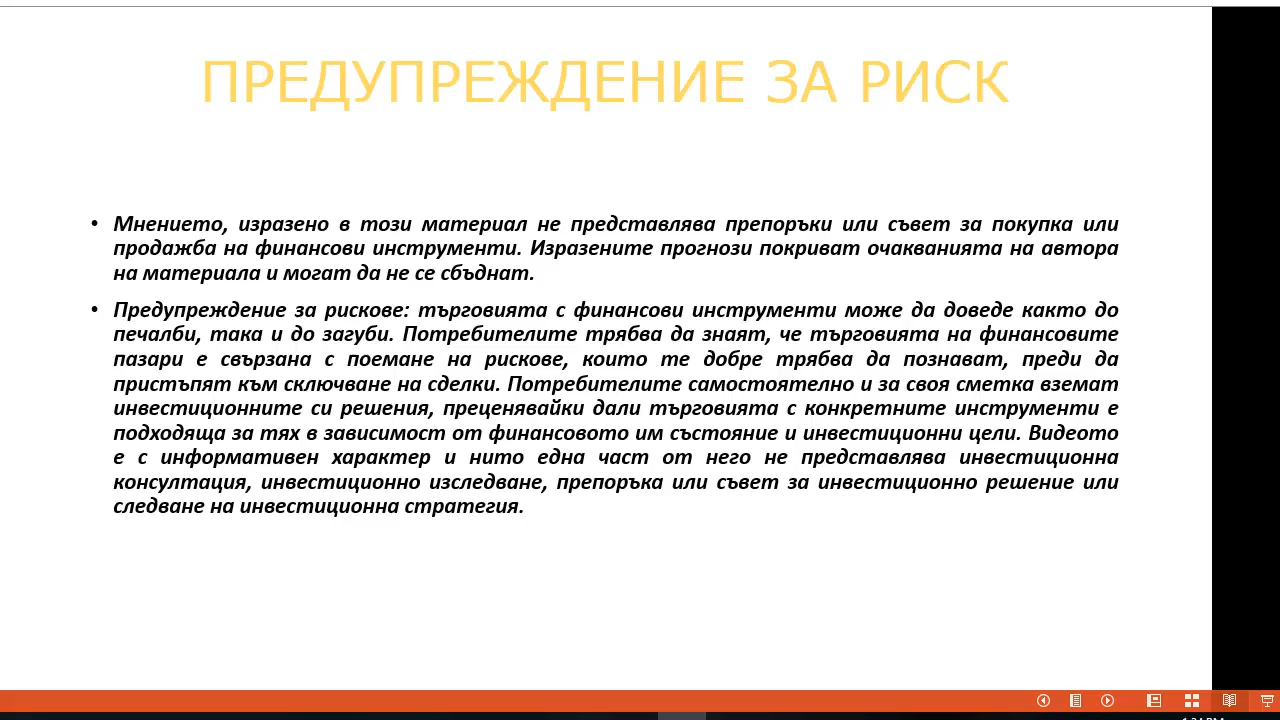 ПРЕДУПРЕЖДЕНИЕ ЗА РИСК
• Мнението, изразено в този материал не представлява препоръки или съвет за покупка или
продажба на финансови инструменти. Изразените прогнози покриват очакванията на автора
на материала и могат да не се сбъднат.
• Предупреждение за рискове: търговията с финансови инструменти може да доведе както до
печалби, така и до загуби. Потребителите трябва да знаят, че търговията на финансовите
пазари е свързана с поемане на рискове, които те добре трябва да познават, преди да
пристъпят към сключване на сделки. Потребителите самостоятелно и за своя сметка вземат
инвестиционните си решения, преценявайки дали търговията с конкретните инструменти е
подходяща за тях в зависимост от финансовото им състояние и инвестиционни цели. Видеото
е с информативен характер и нито една част от него не представлява инвестиционна
консултация, инвестиционно изследване, препоръка или съвет за инвестиционно решение или
следване на инвестиционна стратегия.